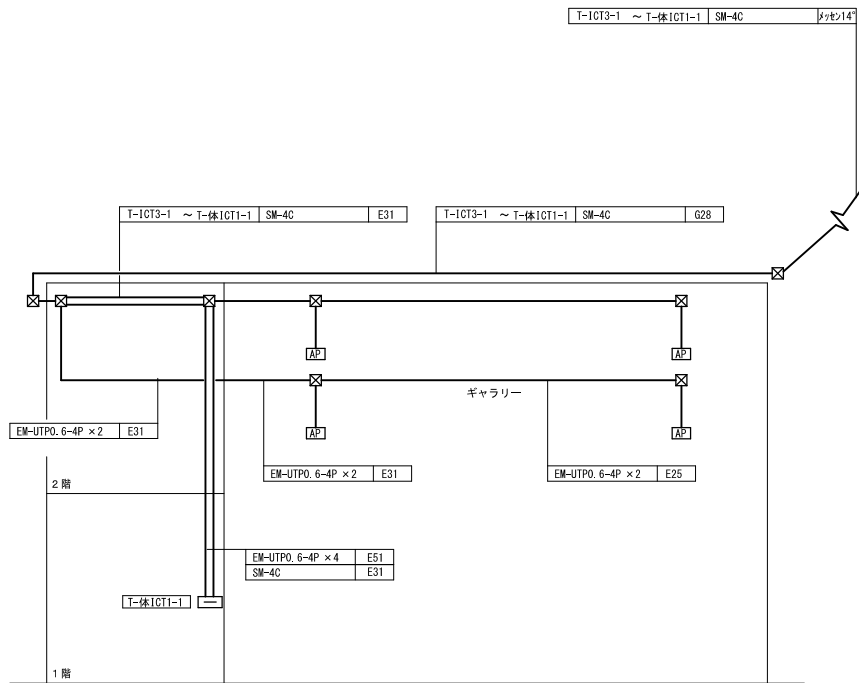 T-ICT3-1 ～ T-体ICT1-1 SM-4C ﾒｯｾﾝ14°
T-ICT3-1 ～ T-体ICT1-1 SM-4C E31
T-ICT3-1 ～ T-体ICT1-1 SM-4C G28
AP
AP
ギャラリー
EM-UTP0.6-4P ×2 E31
AP
AP
EM-UTP0.6-4P ×2 E31
EM-UTP0.6-4P ×2 E25
2階
EM-UTP0.6-4P ×4 E51
SM-4C E31
T-体ICT1-1
1階